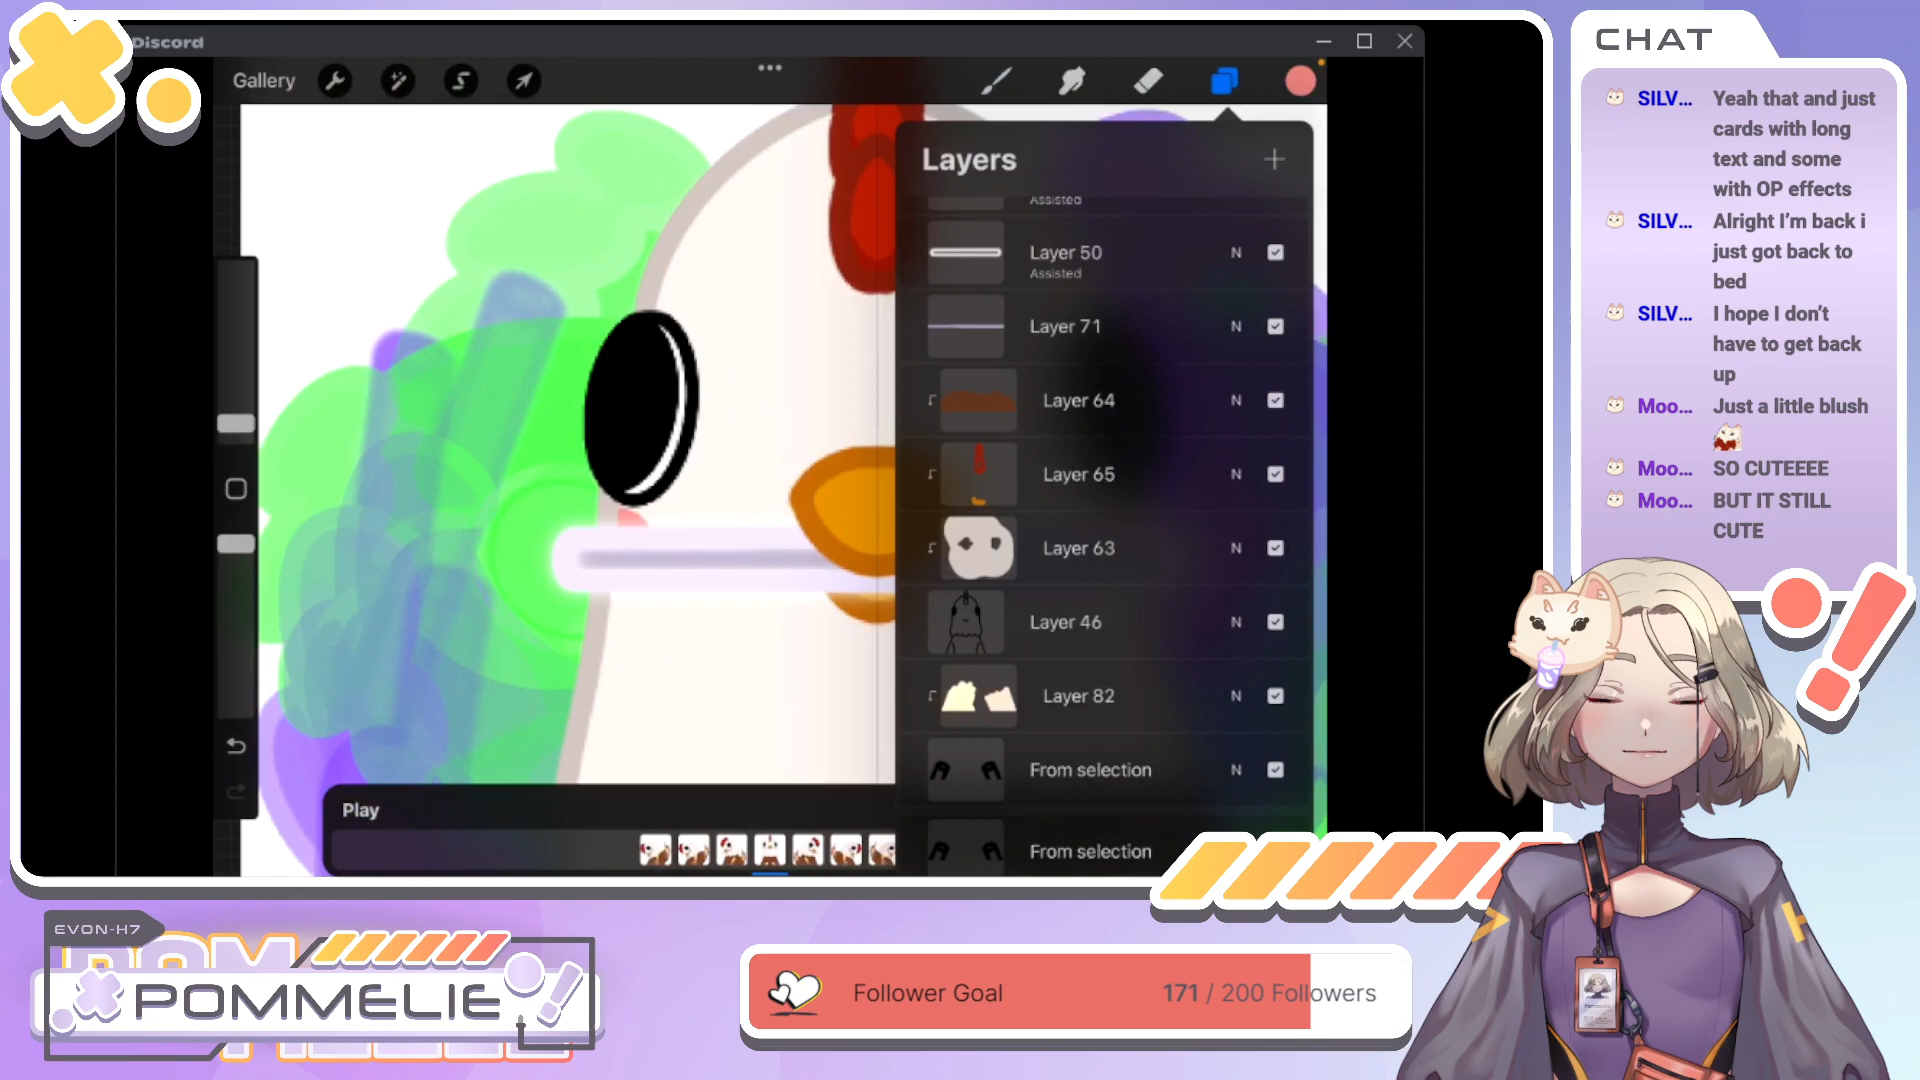 Discord
Gallery
Layers
Assisted
Layer 50
N
Assisted
Layer 71
N
Layer 64
N
Layer 65
N
Layer 63
N
Layer 46
N
Layer 82
N
From selection
N
From selection
Play
CHAT
SILV... Yeah that and just
cards with long
text and some
with OP effects
SILV... Alright I'm back i
just got back to
bed
SILV... I hope I don't
have to get back
up
Moo... Just a little blush
Moo... SO CUTEEEE
Moo... BUT IT STILL
CUTE
EVON-H7
POMMELIE
Follower Goal
171 / 200 Followers